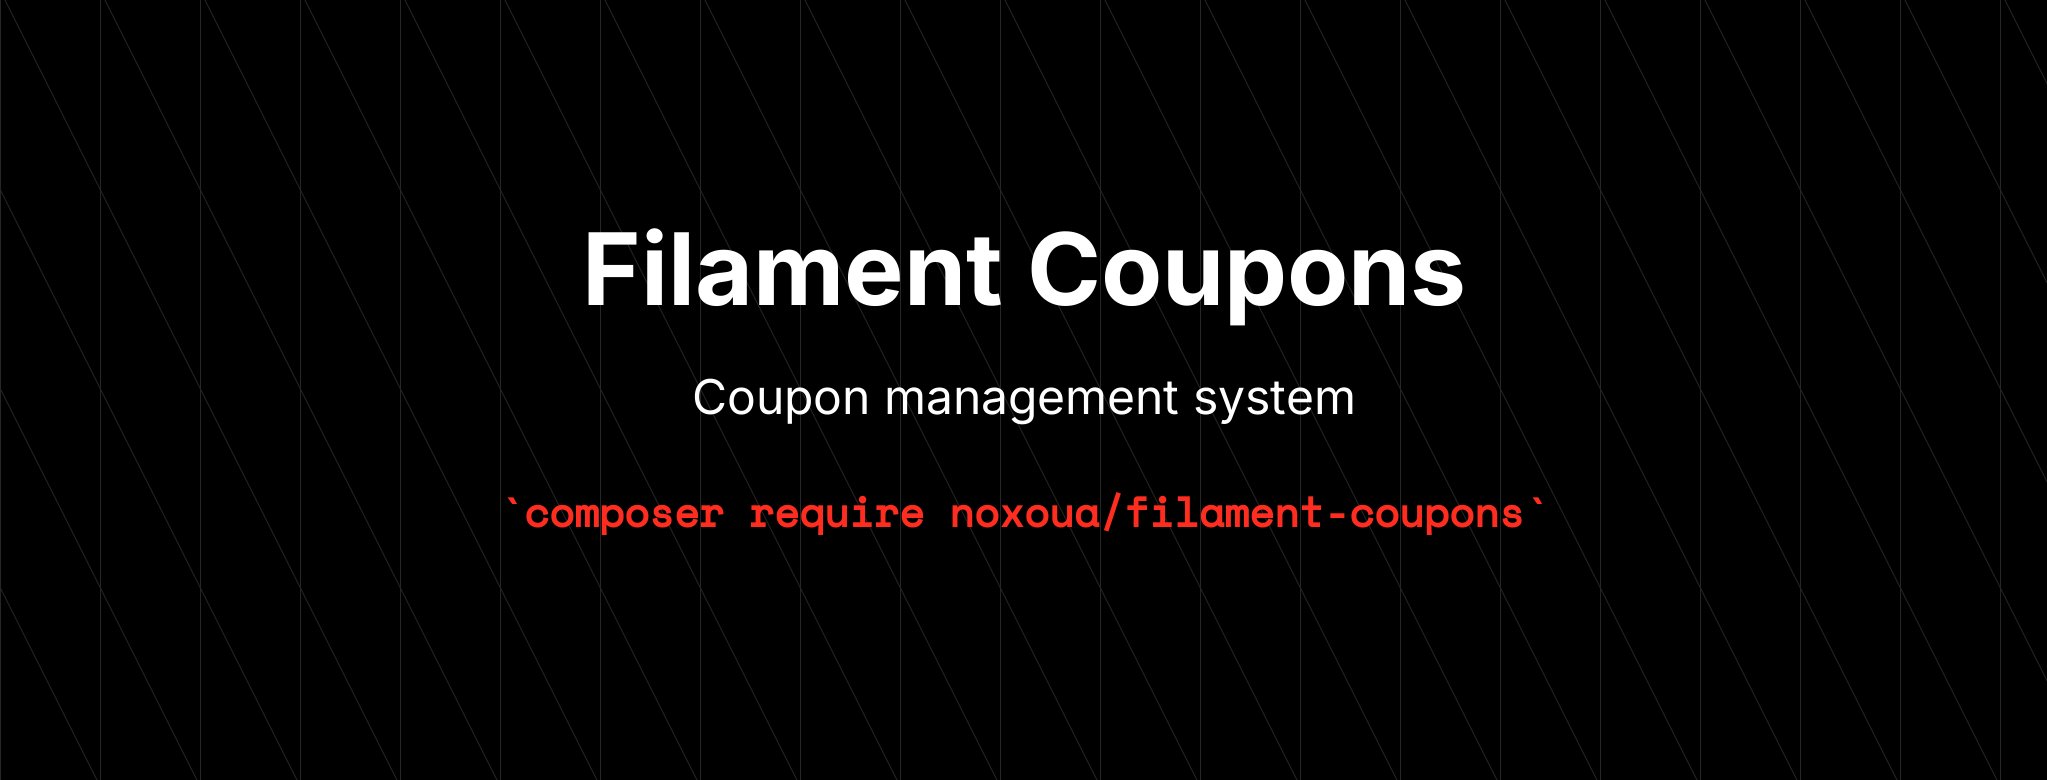 Filament Coupons
Coupon management system
`composer require noxoua/filament-coupons`